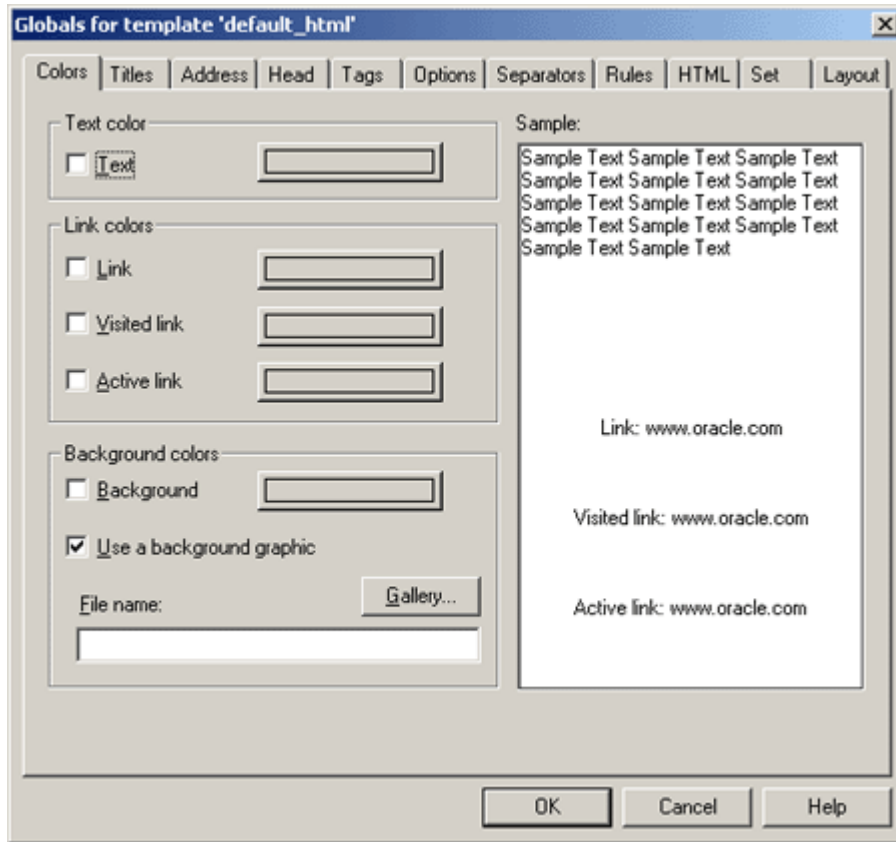 Globals for template 'default_html'
Colors Titles Address Head Tags Options Separators Rules HTML Set Layout
Text color
Text
Link colors
Link
Visited link
Active link
Background colors
Background
Use a background graphic
Gallery...
File name:
Sample:
Sample Text Sample Text Sample Text
Sample Text Sample Text Sample Text
Sample Text Sample Text Sample Text
Sample Text Sample Text Sample Text
Sample Text Sample Text
Link: www.oracle.com
Visited link: www.oracle.com
Active link: www.oracle.com
OK Cancel Help